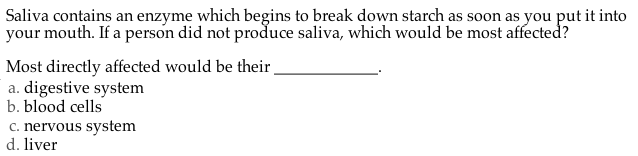 Saliva contains an enzyme which begins to break down starch as soon as you put it into
your mouth. If a person did not produce saliva, which would be most affected?
Most directly affected would be their ____________.
a. digestive system
b. blood cells
c. nervous system
d. liver